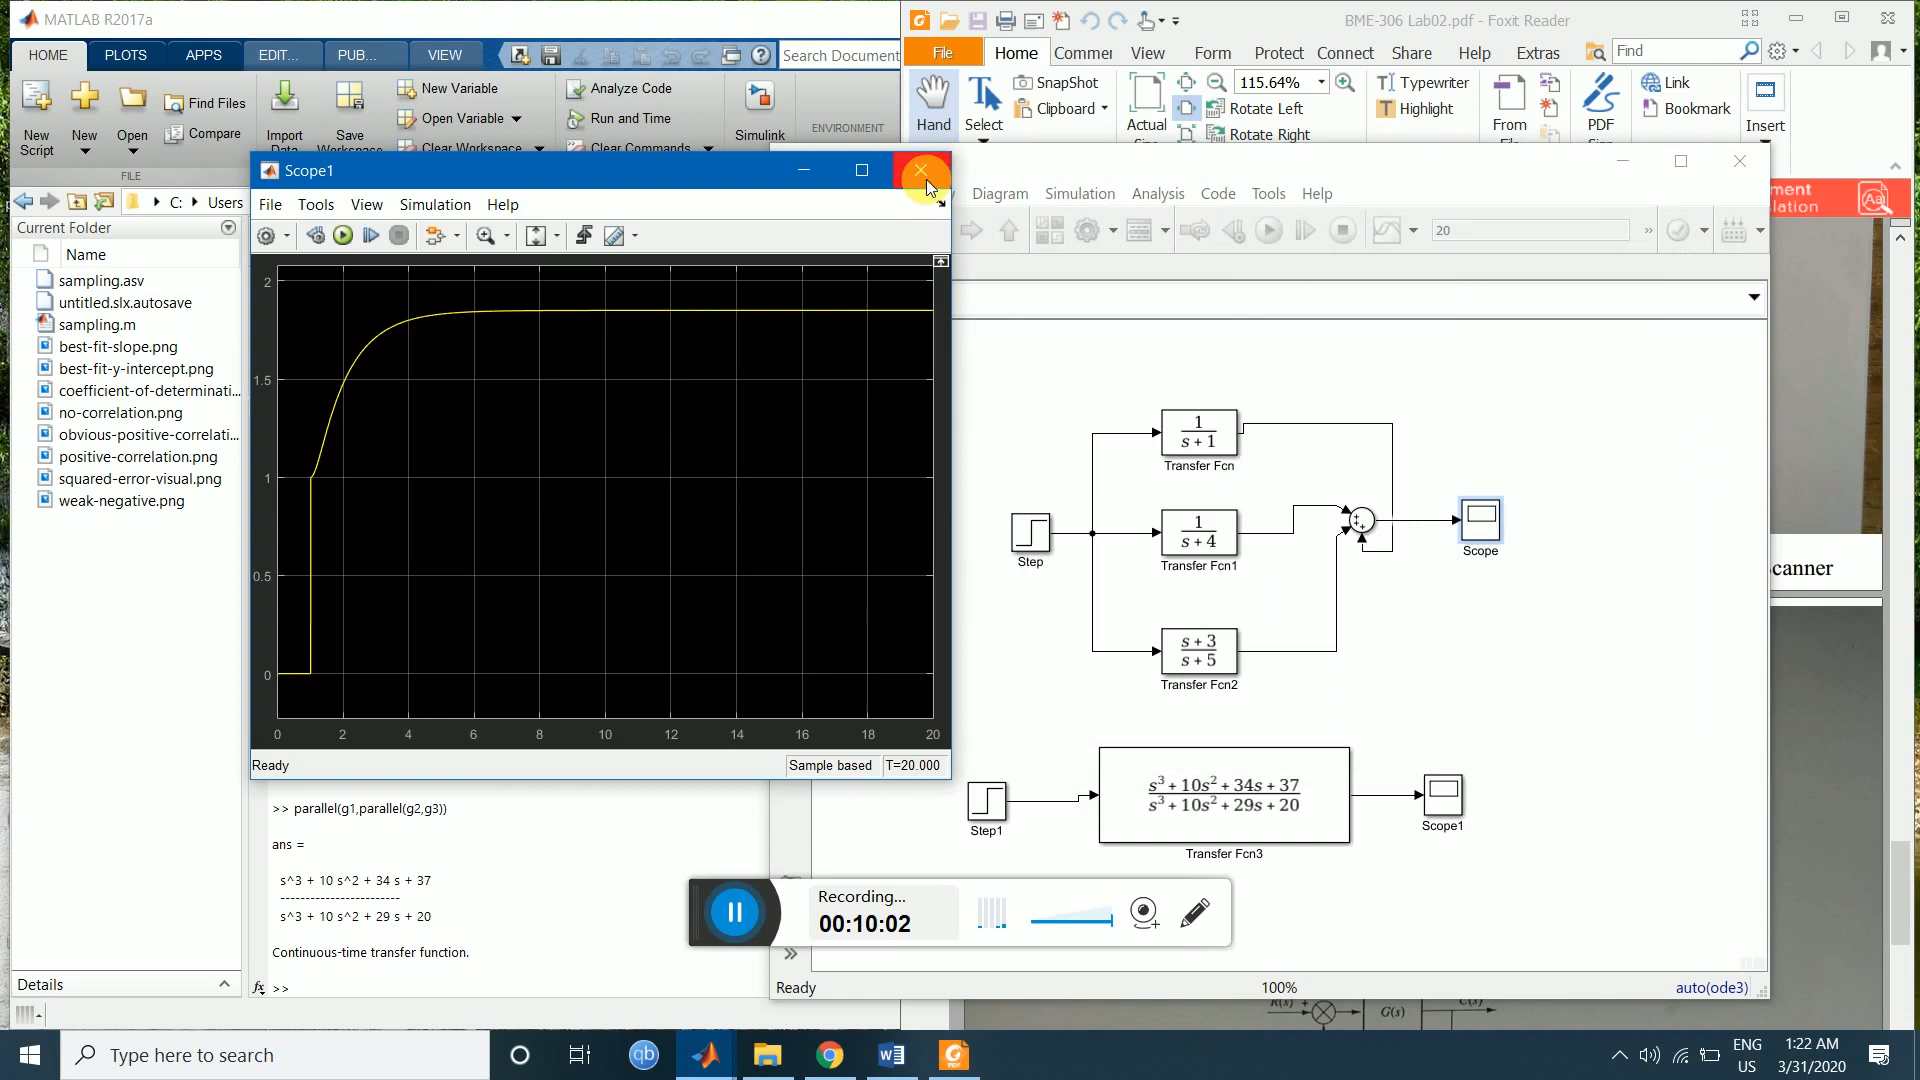 MATLAB R2017a
HOME PLOTS APPS EDIT... PUB... VIEW Search Document
New Script
New
Open
Find Files
Compare
FILE
Import Data
Save Workspace
New Variable
Open Variable
Clear Workspace
Analyze Code
Run and Time
Clear Commands
Simulink
ENVIRONMENT
C: Users
Current Folder
Name
sampling.asv
untitled.slx.autosave
sampling.m
best-fit-slope.png
best-fit-y-intercept.png
coefficient-of-determinati...
no-correlation.png
obvious-positive-correlati...
positive-correlation.png
squared-error-visual.png
weak-negative.png
Details
BME-306 Lab02.pdf - Foxit Reader
File Home Commer View Form Protect Connect Share Help Extras Find
Hand
Select
SnapShot
Clipboard
Actual
115.64%
Rotate Left
Rotate Right
Typewriter
Highlight
From
PDF
Link
Bookmark
Insert
ment
lation
canner
Scope1
File Tools View Simulation Help
2
1.5
1
0.5
0
0 2 4 6 8 10 12 14 16 18 20
Ready Sample based T=20.000
Diagram Simulation Analysis Code Tools Help
20
1
s + 1
Transfer Fcn
Step
1
s + 4
Transfer Fcn1
Scope
s + 3
s + 5
Transfer Fcn2
Step1
s³ + 10s² + 34s + 37
s³ + 10s² + 29s + 20
Transfer Fcn3
Scope1
Ready 100% auto(ode3)
R(s) + G(s) C(s)
>> parallel(g1,parallel(g2,g3))
ans =
s^3 + 10 s^2 + 34 s + 37
------------------------
s^3 + 10 s^2 + 29 s + 20
Continuous-time transfer function.
fx >>
Recording...
00:10:02
Type here to search
ENG
US
1:22 AM
3/31/2020